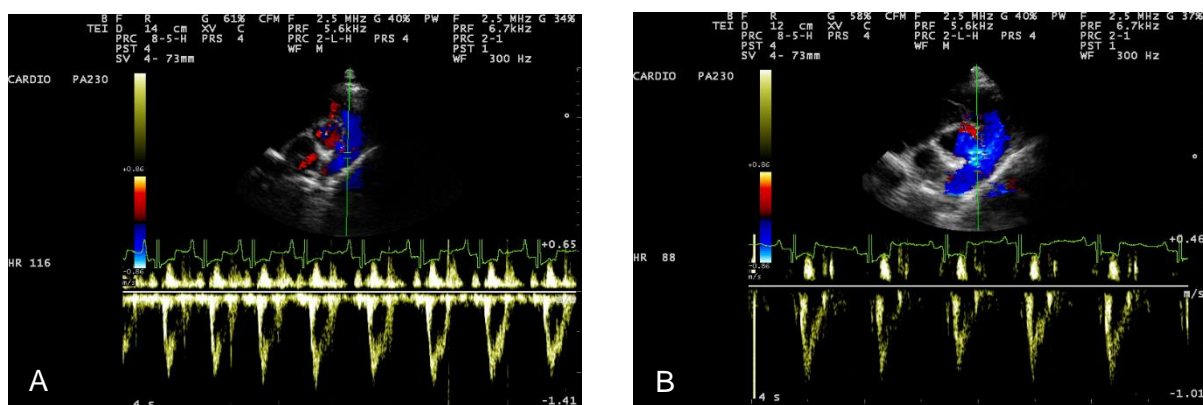 B F R G 61% CFM F 2.5 MHz G 40% PW F 2.5 MHz G 34%
TEI D 14 cm XV C PRF 5.6kHz PRF 6.7kHz
PRC 8-5-H PRS 4 PRC 2-L-H PRS 4 PRC 2-1
PST 4 WF M PST 1
SV 4- 73mm WF 300 Hz
CARDIO PA230
+0.86
+0.65
HR 116
-0.86
m/s
A
4 s
-1.41
B F R G 58% CFM F 2.5 MHz G 40% PW F 2.5 MHz G 37%
TEI D 12 cm XV C PRF 5.6kHz PRF 6.7kHz
PRC 8-5-H PRS 4 PRC 2-L-H PRS 4 PRC 2-1
PST 4 WF M PST 1
SV 4- 73mm WF 300 Hz
CARDIO PA230
+0.86
+0.46
HR 88
-0.86
m/s
m/s
B
4 s
-1.01